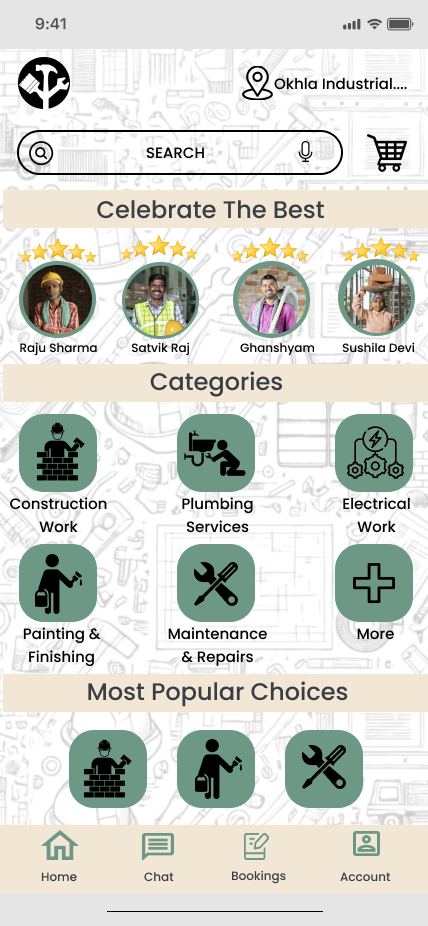 9:41
Okhla Industrial....
SEARCH
Celebrate The Best
Raju Sharma
Satvik Raj
Ghanshyam
Sushila Devi
Categories
Construction
Work
Plumbing
Services
Electrical
Work
Painting &
Finishing
Maintenance
& Repairs
More
Most Popular Choices
Home
Chat
Bookings
Account